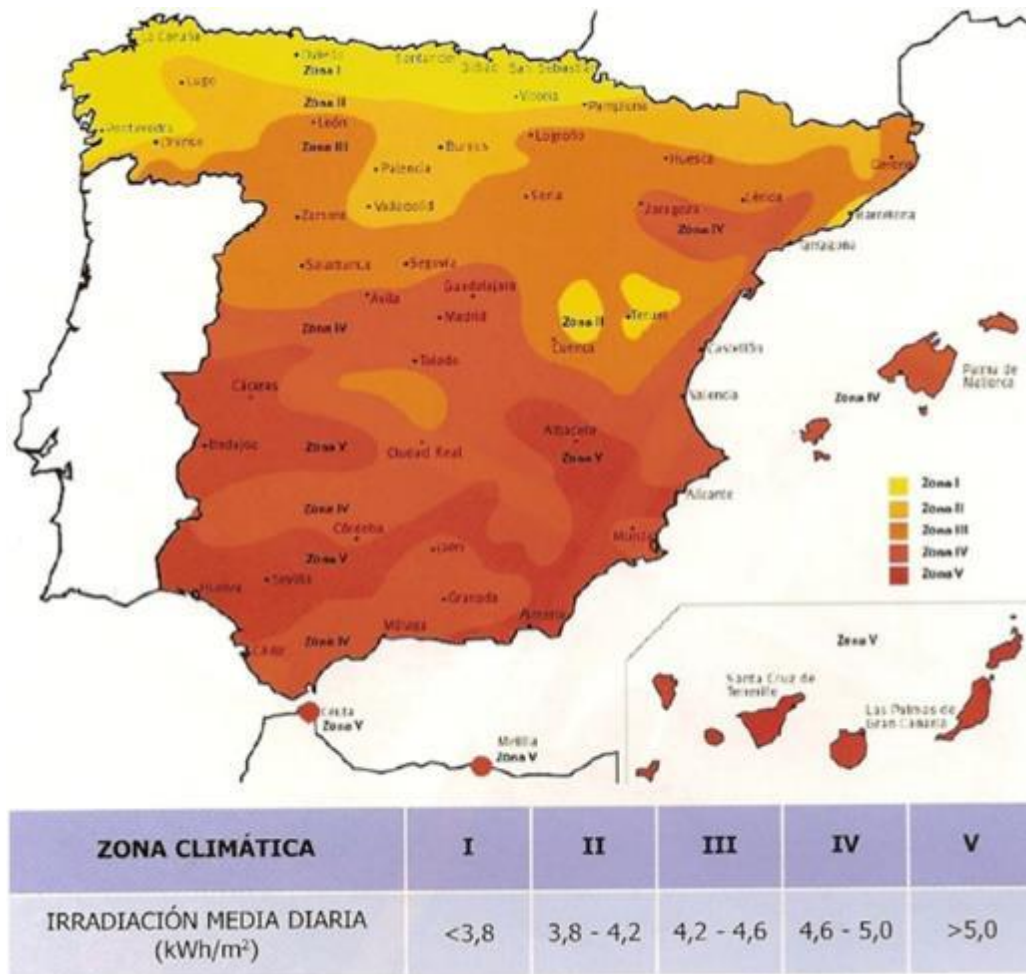 La Coruña
Oviedo
Santander
Bilbao
San Sebastián
Zona I
Lugo
Vitoria
Zona II
Pamplona
León
Pontevedra
Orense
Zona III
Burgos
Logroño
Huesca
Gerona
Palencia
Soria
Lérida
Zaragoza
Valladolid
Zamora
Barcelona
Zona IV
Tarragona
Salamanca
Segovia
Guadalajara
Ávila
Madrid
Zona IV
Zona II
Teruel
Cuenca
Castellón
Toledo
Palma de
Mallorca
Cáceres
Valencia
Zona IV
Badajoz
Zona V
Ciudad Real
Albacete
Zona V
Alicante
Zona I
Zona II
Zona III
Zona IV
Zona V
Zona IV
Córdoba
Murcia
Zona V
Jaén
Huelva
Sevilla
Granada
Almería
Málaga
Zona IV
Cádiz
Zona V
Ceuta
Zona V
Melilla
Zona V
Santa Cruz de
Tenerife
Las Palmas de
Gran Canaria
ZONA CLIMÁTICA I II III IV V
IRRADIACIÓN MEDIA DIARIA
(kWh/m²) <3,8 3,8 - 4,2 4,2 - 4,6 4,6 - 5,0 >5,0